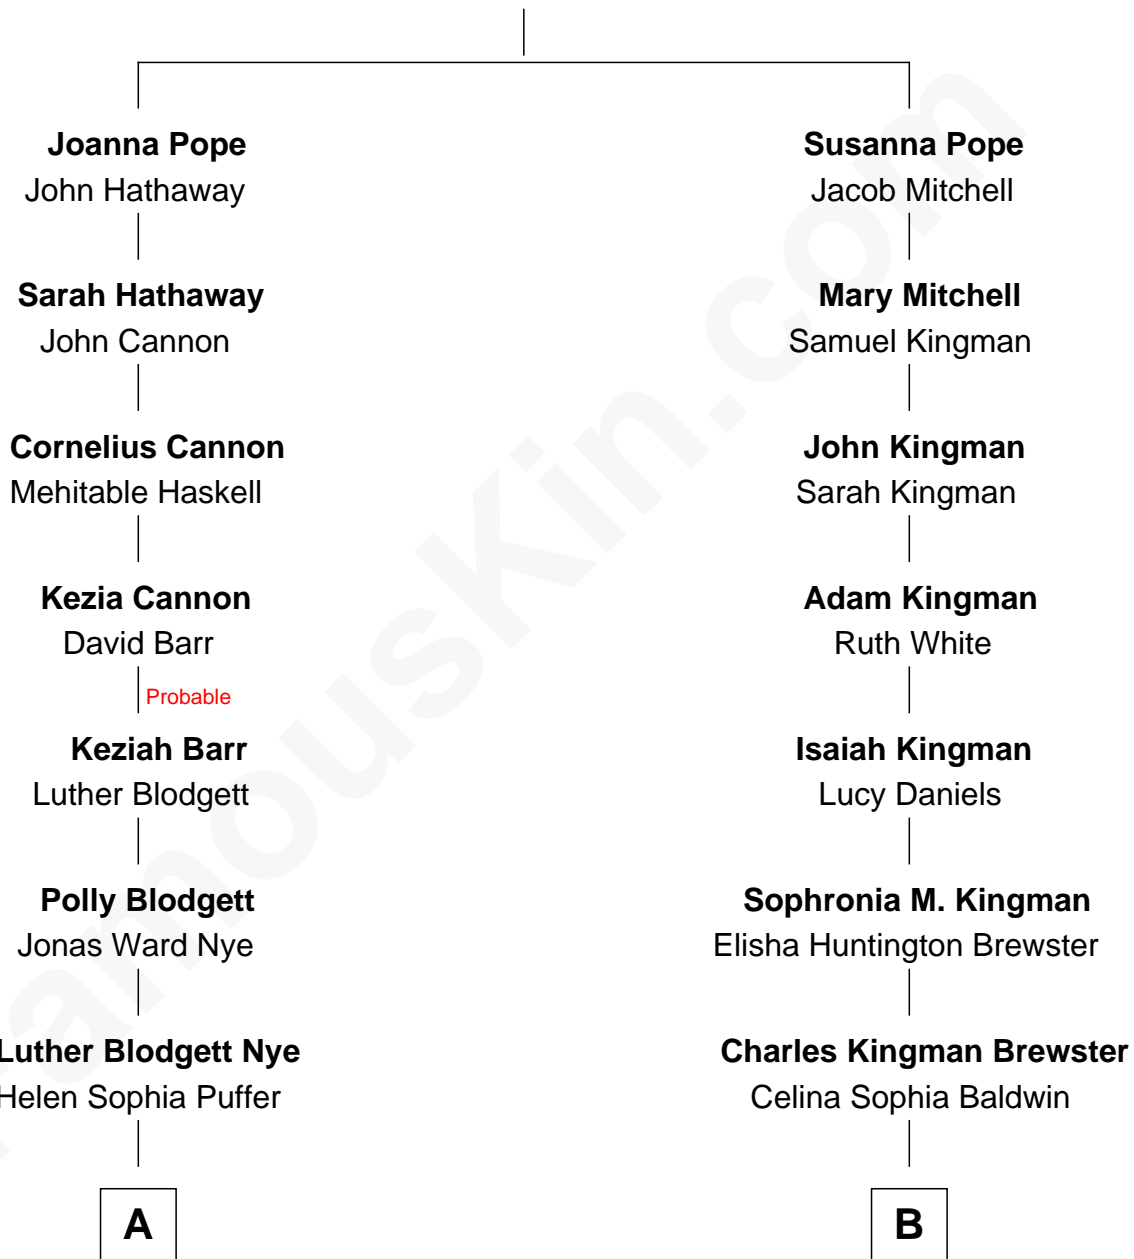 Joanna Pope
John Hathaway
Sarah Hathaway
John Cannon
Cornelius Cannon
Mehitable Haskell
Kezia Cannon
David Barr
Probable
Keziah Barr
Luther Blodgett
Polly Blodgett
Jonas Ward Nye
Luther Blodgett Nye
Helen Sophia Puffer
A
Susanna Pope
Jacob Mitchell
Mary Mitchell
Samuel Kingman
John Kingman
Sarah Kingman
Adam Kingman
Ruth White
Isaiah Kingman
Lucy Daniels
Sophronia M. Kingman
Elisha Huntington Brewster
Charles Kingman Brewster
Celina Sophia Baldwin
B
FamousKin.com